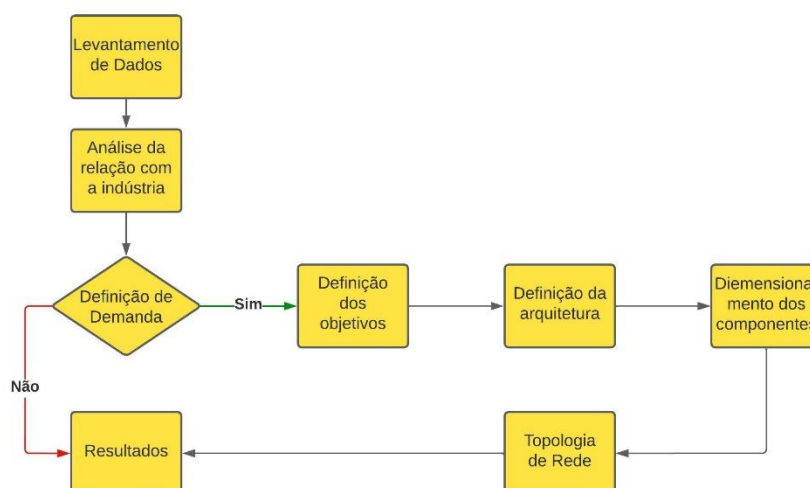 Levantamento
de Dados
Análise da
relação com
a indústria
Definição de
Demanda
Sim
Definição
dos
objetivos
Definição da
arquitetura
Diemensiona
mento dos
componentes
Não
Resultados
Topologia
de Rede